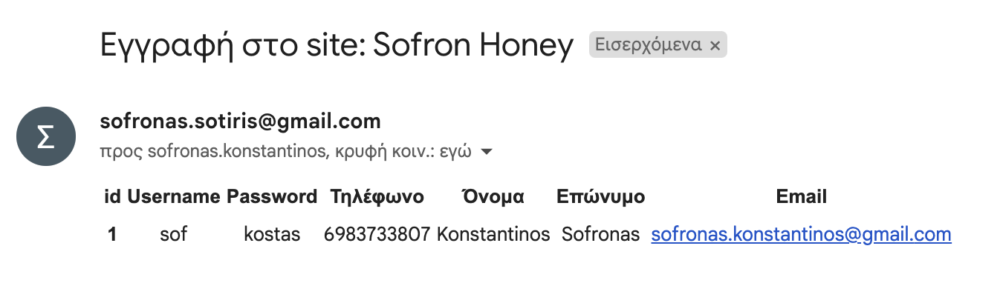 Εγγραφή στο site: Sofron Honey Εισερχόμενα ×
Σ
sofronas.sotiris@gmail.com
προς sofronas.konstantinos, κρυφή κοιν.: εγώ
id Username Password Τηλέφωνο Όνομα Επώνυμο Email
1 sof kostas 6983733807 Konstantinos Sofronas sofronas.konstantinos@gmail.com